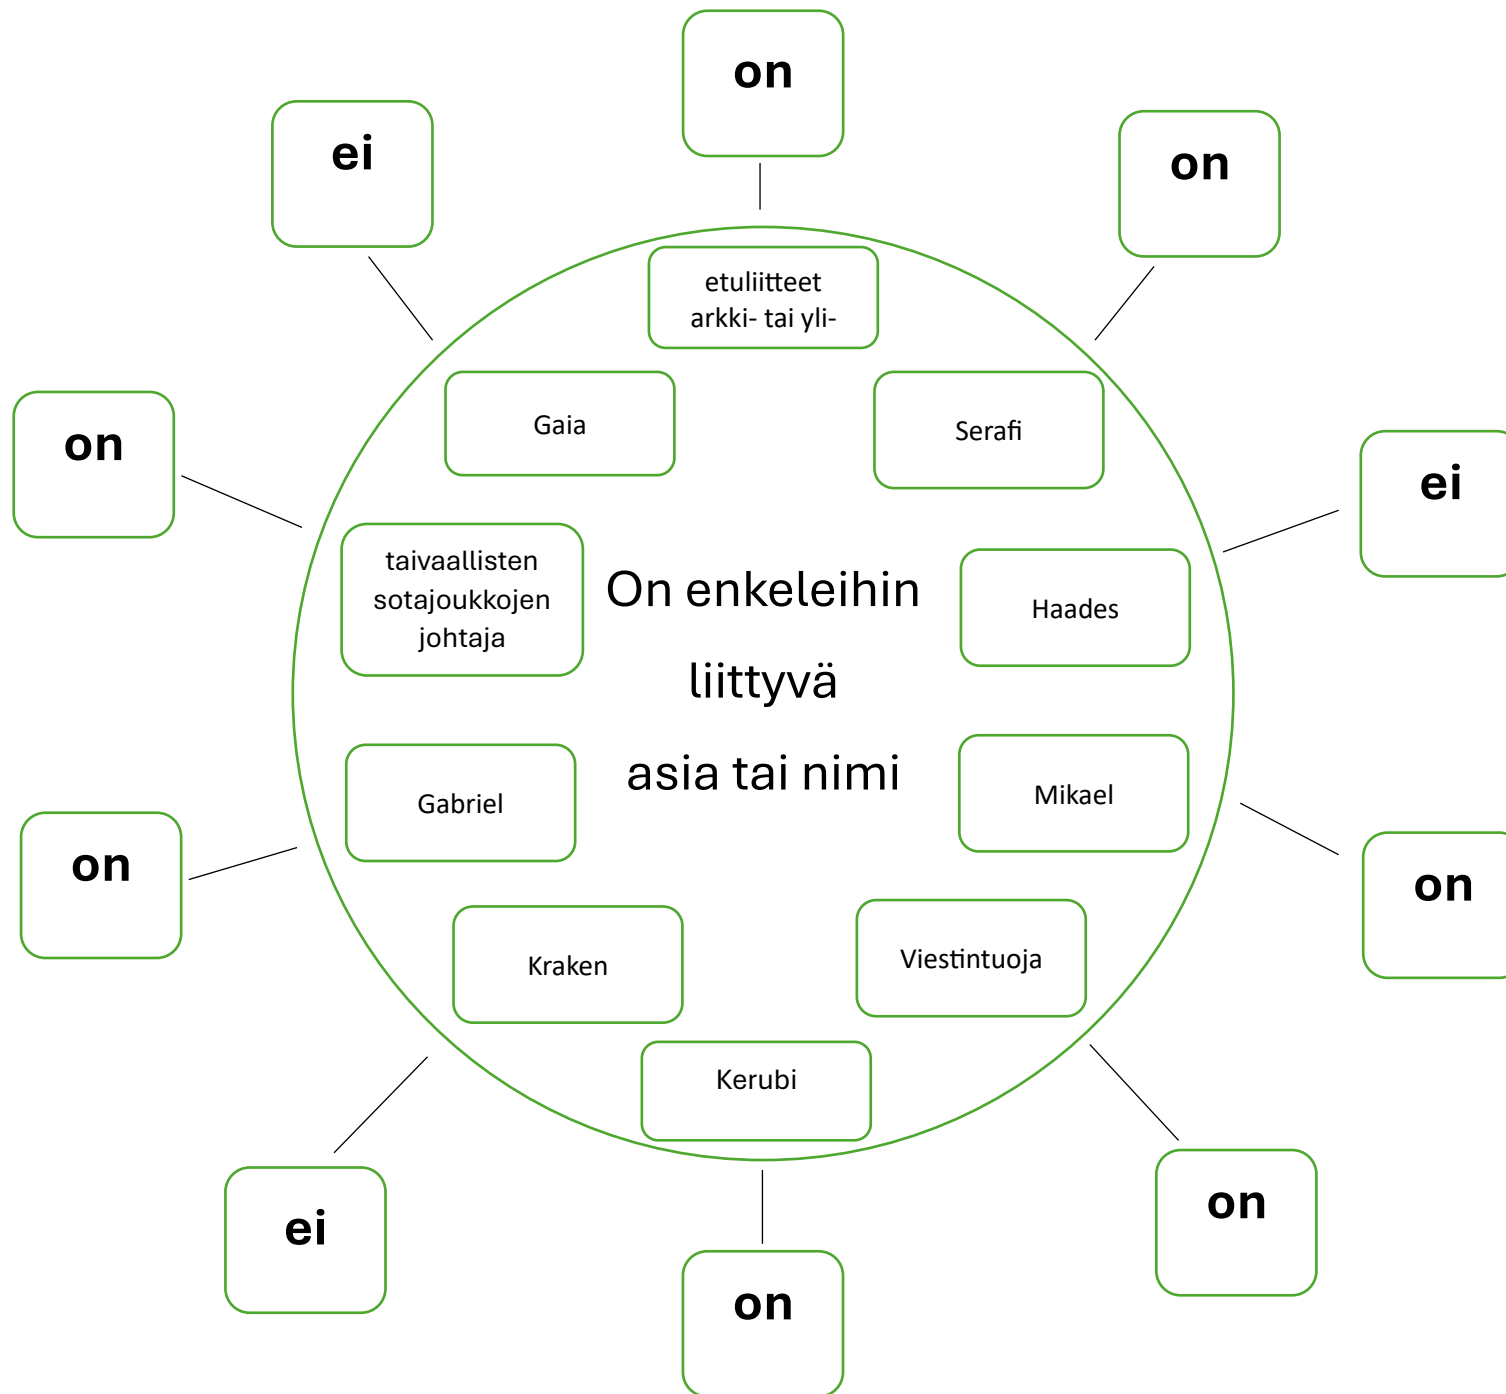 on
ei
on
etuliitteet
arkki- tai yli-
Gaia
Serafi
on
ei
taivaallisten
sotajoukkojen
johtaja
On enkeleihin
liittyvä
asia tai nimi
Haades
Gabriel
Mikael
on
on
Kraken
Viestintuoja
Kerubi
ei
on
on